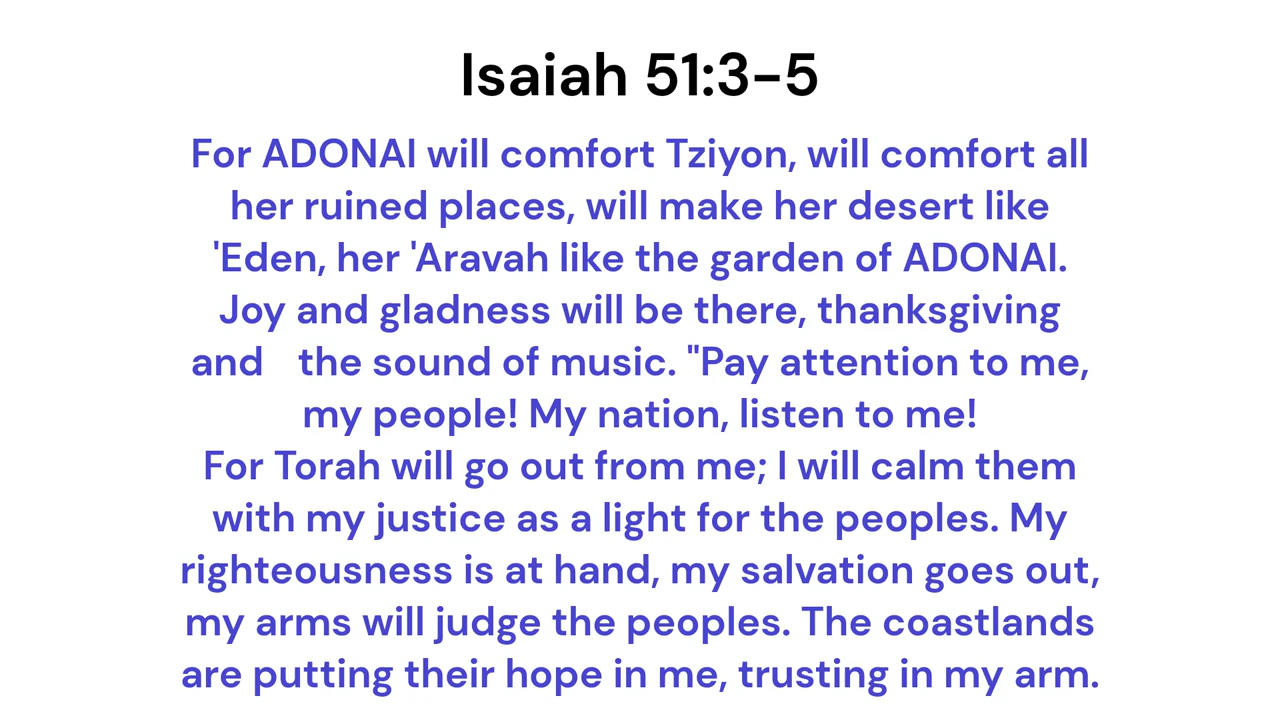 Isaiah 51:3–5
For ADONAI will comfort Tziyon, will comfort all
her ruined places, will make her desert like
'Eden, her 'Aravah like the garden of ADONAI.
Joy and gladness will be there, thanksgiving
and   the sound of music. "Pay attention to me,
my people! My nation, listen to me!
For Torah will go out from me; I will calm them
with my justice as a light for the peoples. My
righteousness is at hand, my salvation goes out,
my arms will judge the peoples. The coastlands
are putting their hope in me, trusting in my arm.